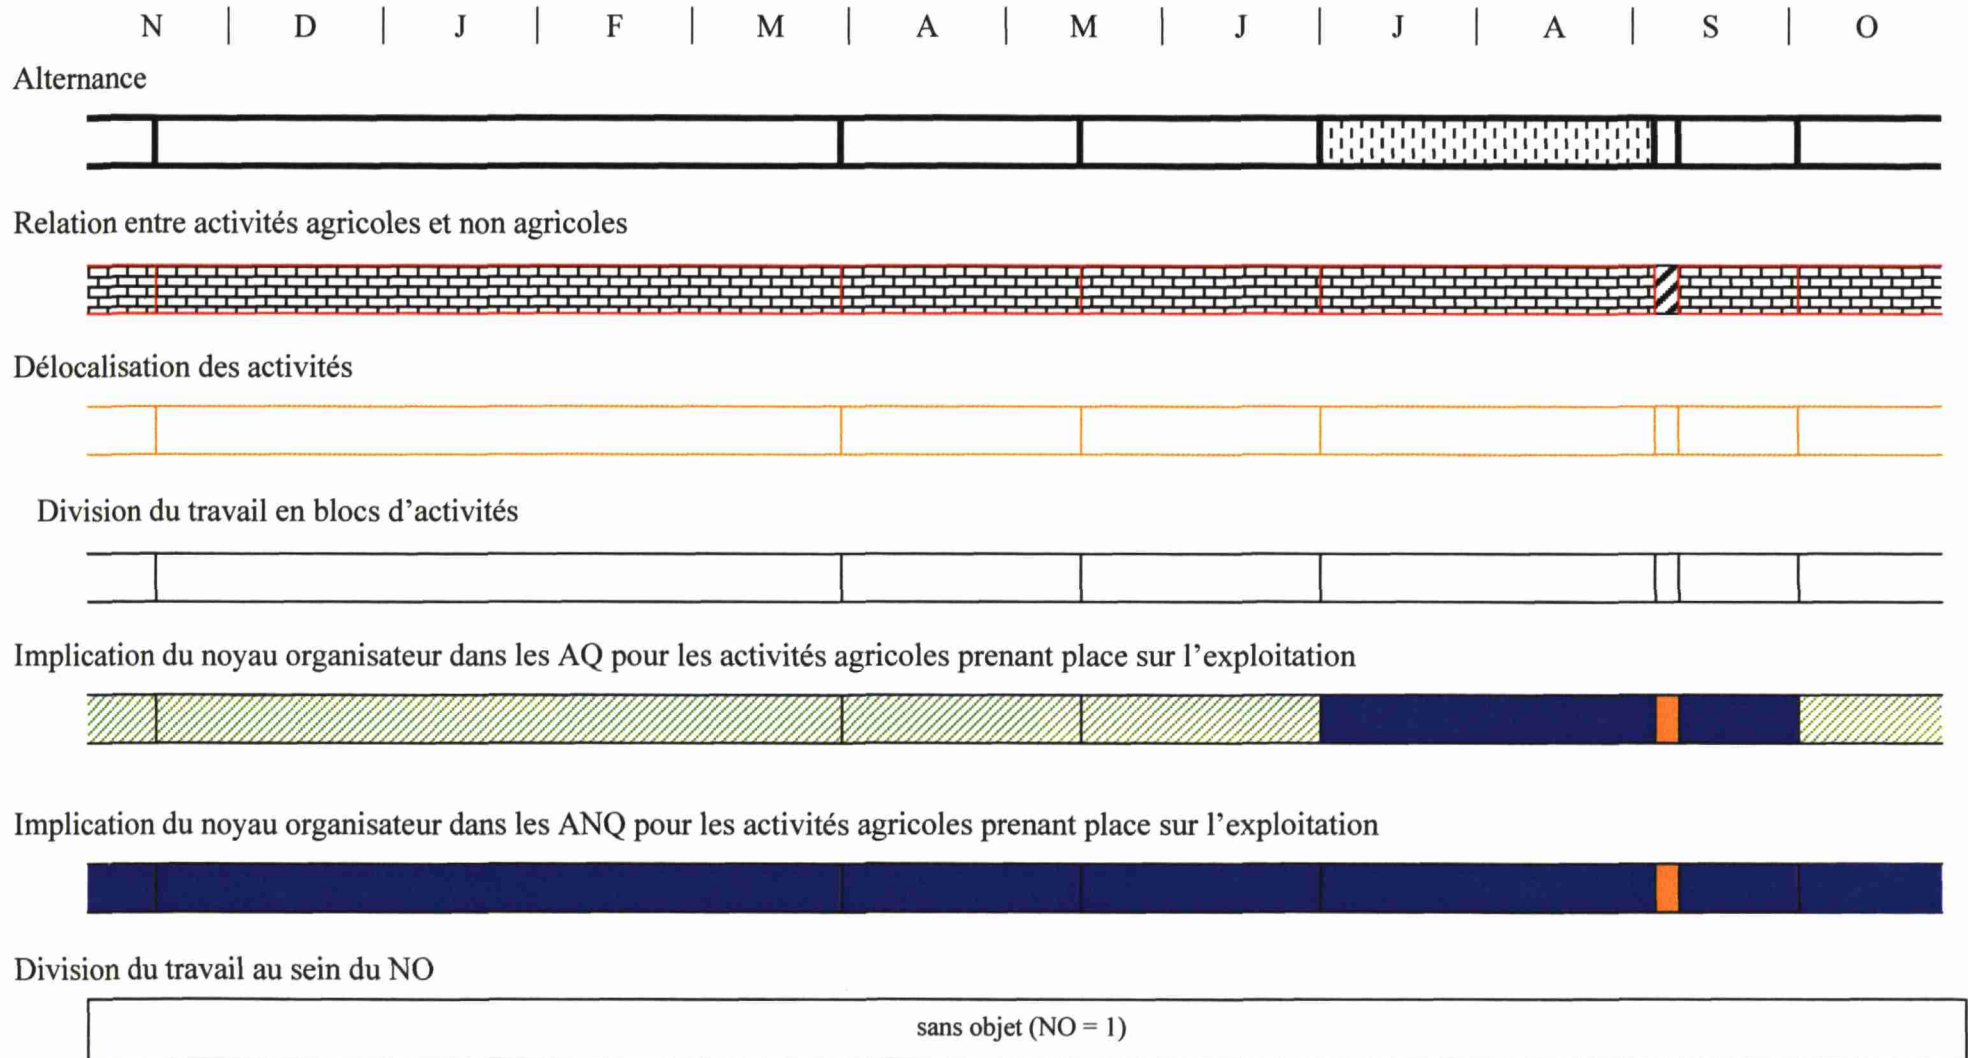 N | D | J | F | M | A | M | J | J | A | S | O
Alternance
Relation entre activités agricoles et non agricoles
Délocalisation des activités
Division du travail en blocs d’activités
Implication du noyau organisateur dans les AQ pour les activités agricoles prenant place sur l’exploitation
Implication du noyau organisateur dans les ANQ pour les activités agricoles prenant place sur l’exploitation
Division du travail au sein du NO
sans objet (NO = 1)